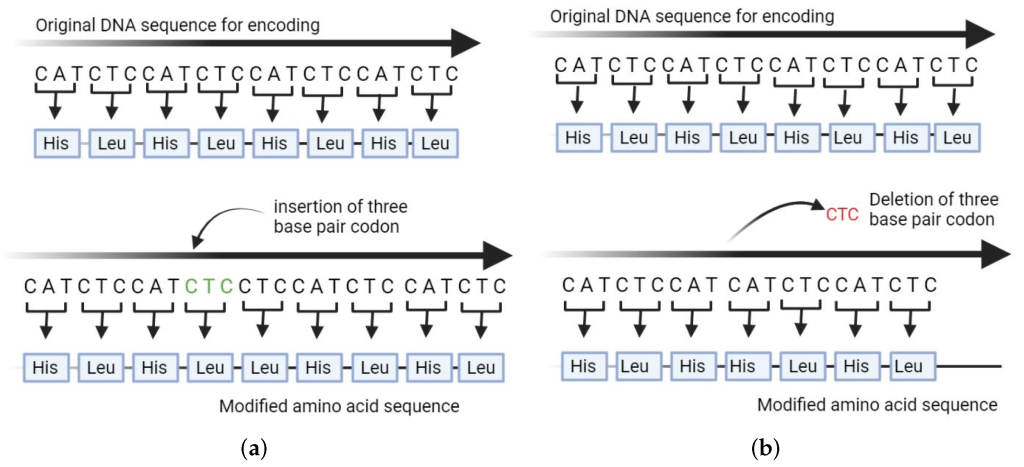 Original DNA sequence for encoding
C A T C T C C A T C T C C A T C T C C A T C T C
His Leu His Leu His Leu His Leu
insertion of three
base pair codon
C A T C T C C A T C T C C T C C A T C T C C A T C T C
His Leu His Leu Leu His Leu His Leu
Modified amino acid sequence
(a)
Original DNA sequence for encoding
C A T C T C C A T C T C C A T C T C C A T C T C
His Leu His Leu His Leu His Leu
CTC
Deletion of three
base pair codon
C A T C T C C A T C A T C T C C A T C T C
His Leu His His Leu His Leu
Modified amino acid sequence
(b)